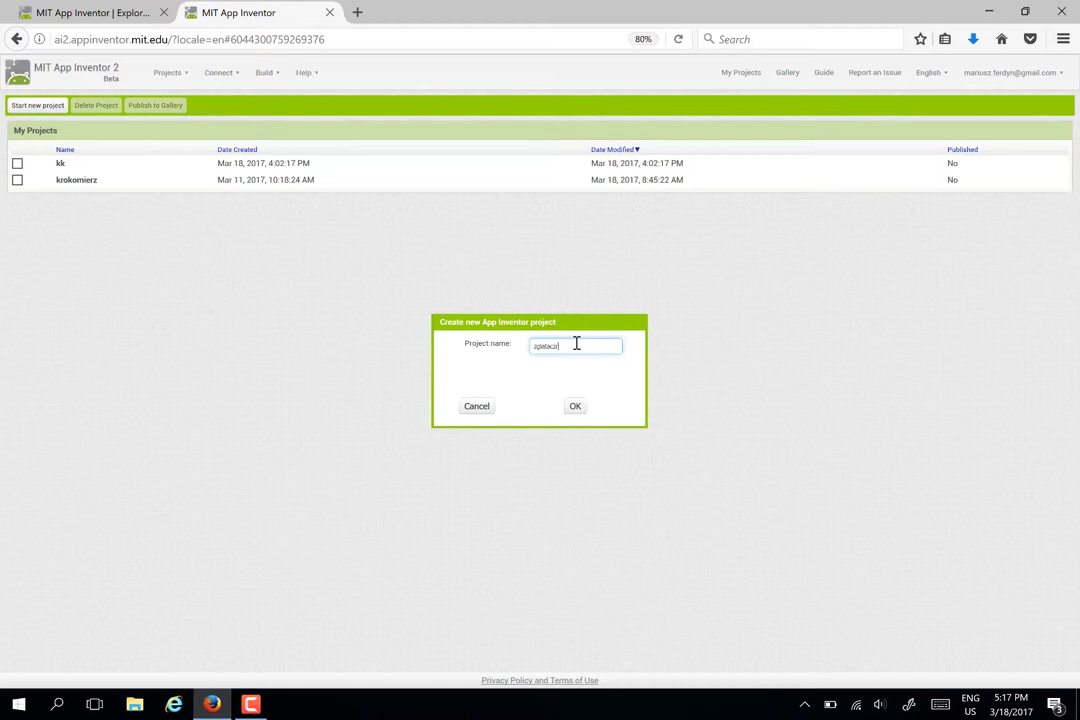 MIT App Inventor | Explor...
MIT App Inventor
ai2.appinventor.mit.edu/?locale=en#6044300759269376
80%
Search
MIT App Inventor 2
Beta
Projects
Connect
Build
Help
My Projects
Gallery
Guide
Report an Issue
English
mariusz.ferdyn@gmail.com
Start new project
Delete Project
Publish to Gallery
My Projects
Name Date Created Date Modified▼ Published
kk Mar 18, 2017, 4:02:17 PM Mar 18, 2017, 4:02:17 PM No
krokomierz Mar 11, 2017, 10:18:24 AM Mar 18, 2017, 8:45:22 AM No
Create new App Inventor project
Project name:
Cancel
OK
Privacy Policy and Terms of Use
ENG
US
5:17 PM
3/18/2017
3